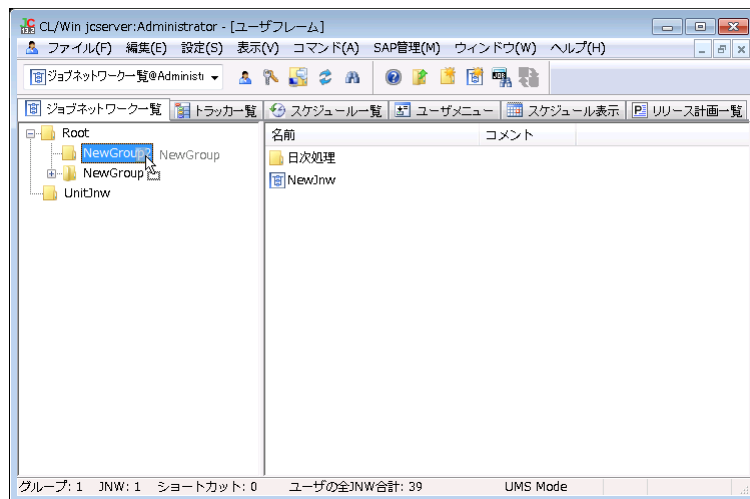 CL/Win jcserver:Administrator - [ユーザフレーム]
ファイル(F) 編集(E) 設定(S) 表示(V) コマンド(A) SAP管理(M) ウィンドウ(W) ヘルプ(H)
ジョブネットワーク一覧@Administi
ジョブネットワーク一覧 トラッカ一覧 スケジュール一覧 ユーザメニュー スケジュール表示 リリース計画一覧
Root
NewGroup2 NewGroup
NewGroup
UnitJnw
名前 コメント
日次処理
NewJnw
グループ: 1 JNW: 1 ショートカット: 0 ユーザの全JNW合計: 39 UMS Mode